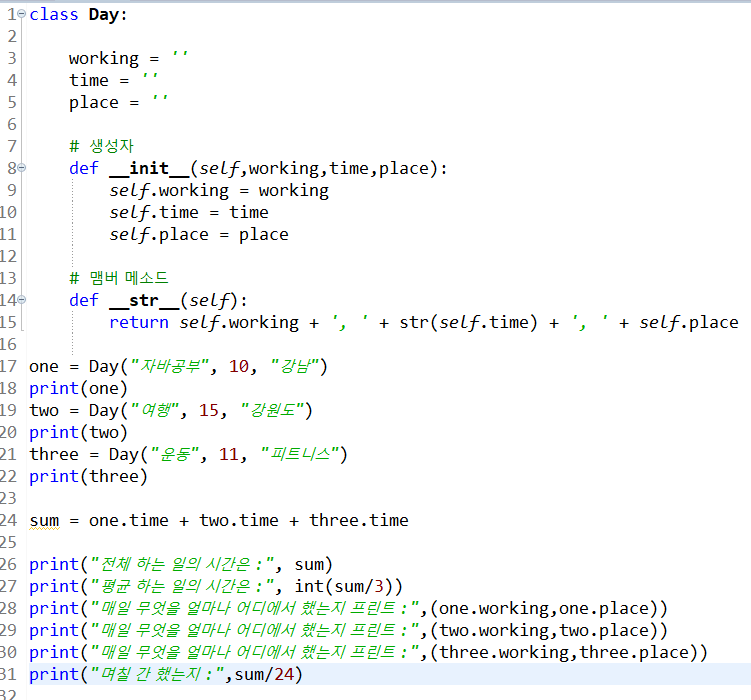 1 class Day:
2
3     working = ''
4     time = ''
5     place = ''
6
7     # 생성자
8     def __init__(self,working,time,place):
9         self.working = working
10         self.time = time
11         self.place = place
12
13     # 맴버 메소드
14     def __str__(self):
15         return self.working + ', ' + str(self.time) + ', ' + self.place
16
17 one = Day("자바공부", 10, "강남")
18 print(one)
19 two = Day("여행", 15, "강원도")
20 print(two)
21 three = Day("운동", 11, "피트니스")
22 print(three)
23
24 sum = one.time + two.time + three.time
25
26 print("전체 하는 일의 시간은 :", sum)
27 print("평균 하는 일의 시간은 :", int(sum/3))
28 print("매일 무엇을 얼마나 어디에서 했는지 프린트 :",(one.working,one.place))
29 print("매일 무엇을 얼마나 어디에서 했는지 프린트 :",(two.working,two.place))
30 print("매일 무엇을 얼마나 어디에서 했는지 프린트 :",(three.working,three.place))
31 print("며칠 간 했는지 :",sum/24)
32